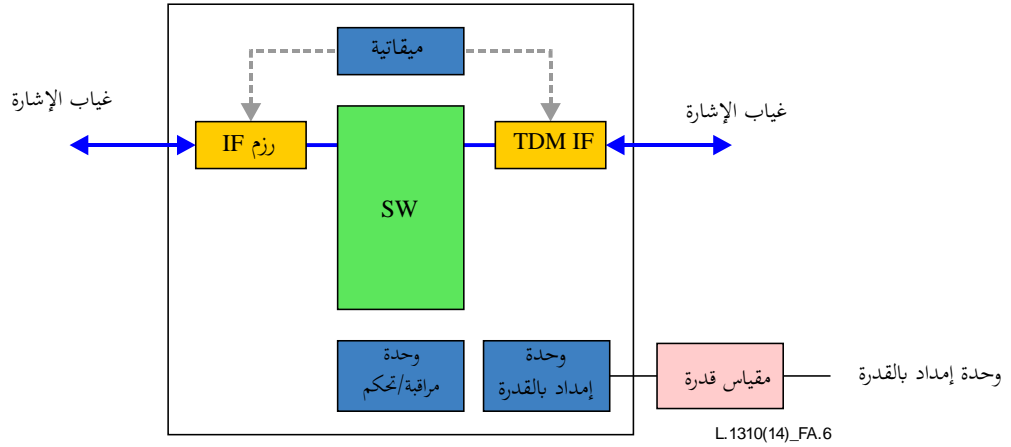 ميقاتية
غياب الإشارة
غياب الإشارة
رزم IF
TDM IF
SW
وحدة
مراقبة/تحكم
وحدة
إمداد بالقدرة
مقياس قدرة
وحدة إمداد بالقدرة
L.1310(14)_FA.6